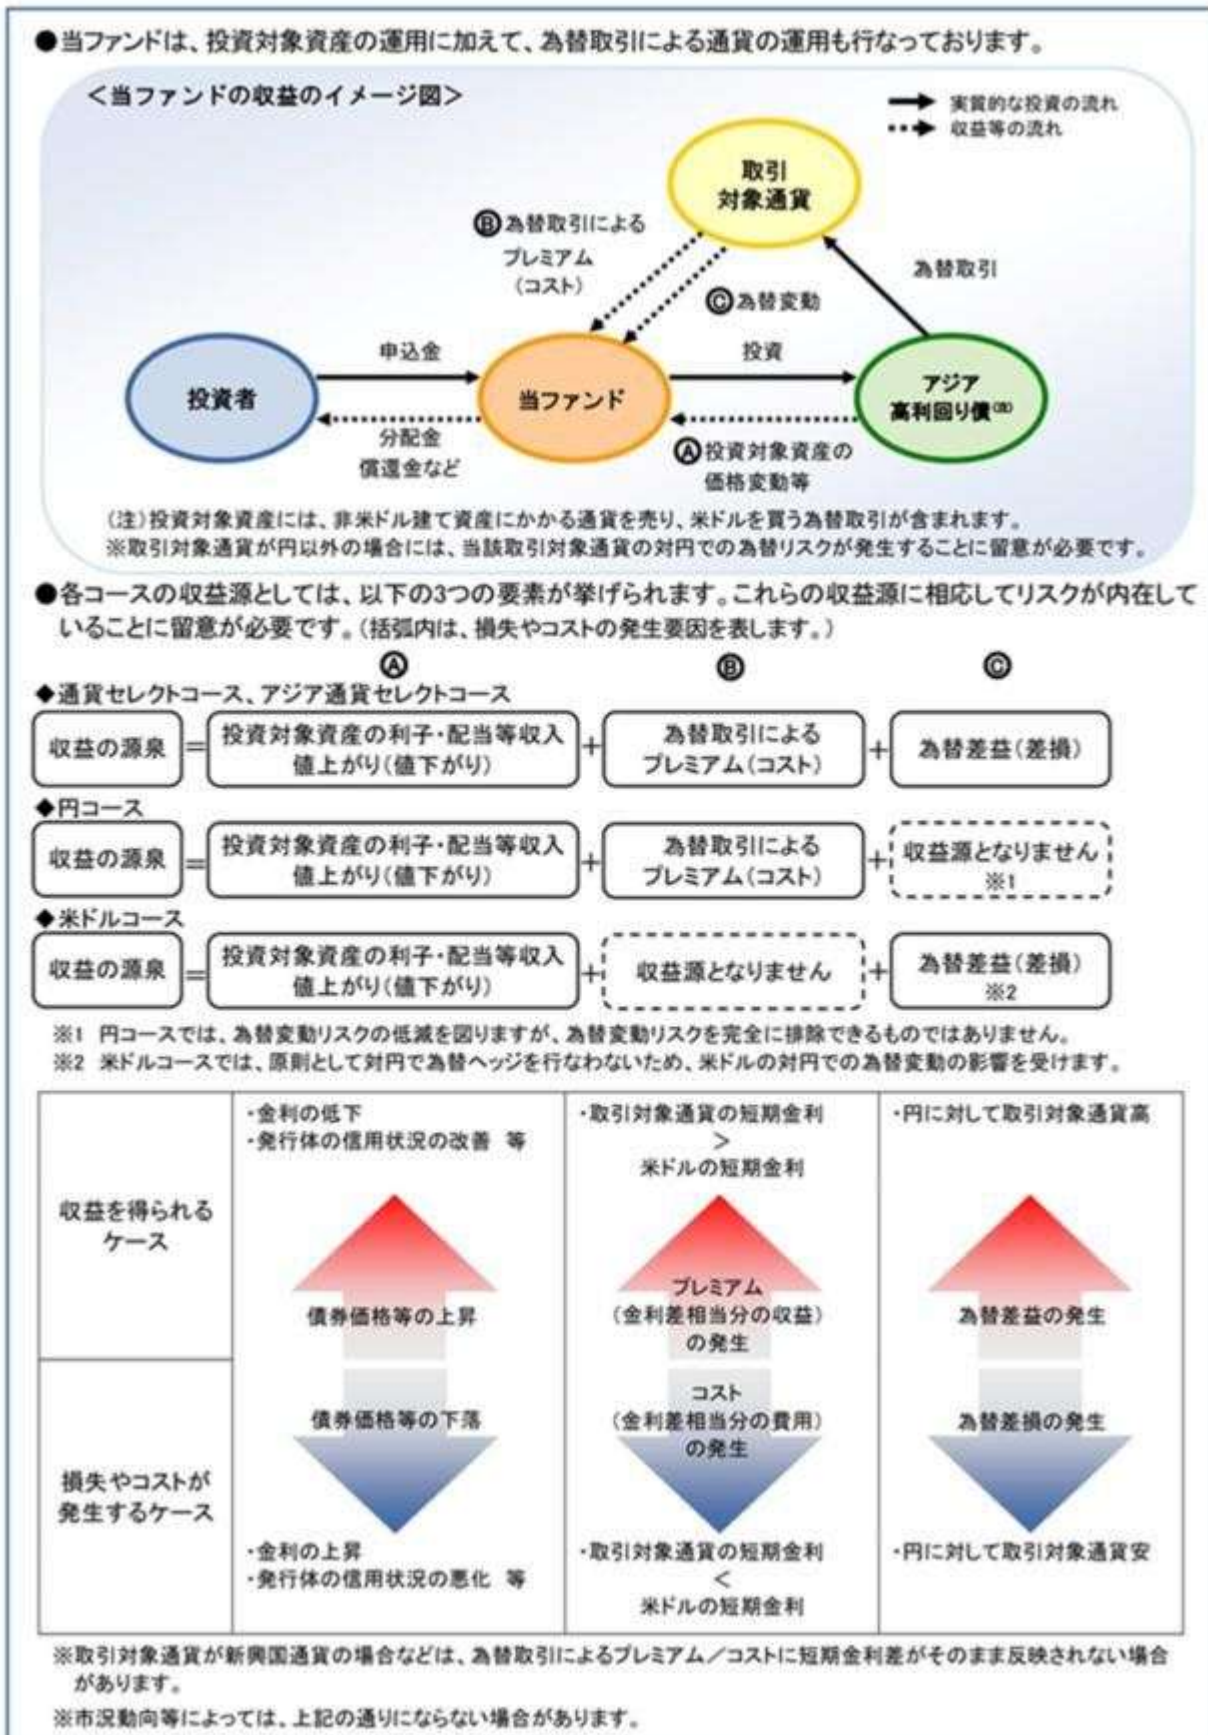 ●当ファンドは、投資対象資産の運用に加えて、為替取引による通貨の運用も行なっております。
＜当ファンドの収益のイメージ図＞
実質的な投資の流れ
収益等の流れ
取引
対象通貨
Ⓑ為替取引による
プレミアム
（コスト）
Ⓒ為替変動
為替取引
投資者
申込金
分配金
償還金など
当ファンド
投資
Ⓐ投資対象資産の
価格変動等
アジア
高利回り債(注)
（注）投資対象資産には、非米ドル建て資産にかかる通貨を売り、米ドルを買う為替取引が含まれます。
※取引対象通貨が円以外の場合には、当該取引対象通貨の対円での為替リスクが発生することに留意が必要です。
●各コースの収益源としては、以下の3つの要素が挙げられます。これらの収益源に相応してリスクが内在して
いることに留意が必要です。（括弧内は、損失やコストの発生要因を表します。）
Ⓐ Ⓑ Ⓒ
◆通貨セレクトコース、アジア通貨セレクトコース
収益の源泉
＝
投資対象資産の利子・配当等収入
値上がり（値下がり）
＋
為替取引による
プレミアム（コスト）
＋
為替差益（差損）
◆円コース
収益の源泉
＝
投資対象資産の利子・配当等収入
値上がり（値下がり）
＋
為替取引による
プレミアム（コスト）
＋
収益源となりません
※1
◆米ドルコース
収益の源泉
＝
投資対象資産の利子・配当等収入
値上がり（値下がり）
＋
収益源となりません
＋
為替差益（差損）
※2
※1 円コースでは、為替変動リスクの低減を図りますが、為替変動リスクを完全に排除できるものではありません。
※2 米ドルコースでは、原則として対円で為替ヘッジを行なわないため、米ドルの対円での為替変動の影響を受けます。
収益を得られる
ケース
・金利の低下
・発行体の信用状況の改善 等
債券価格等の上昇
・取引対象通貨の短期金利
＞
米ドルの短期金利
プレミアム
（金利差相当分の収益）
の発生
・円に対して取引対象通貨高
為替差益の発生
損失やコストが
発生するケース
債券価格等の下落
・金利の上昇
・発行体の信用状況の悪化 等
コスト
（金利差相当分の費用）
の発生
・取引対象通貨の短期金利
＜
米ドルの短期金利
為替差損の発生
・円に対して取引対象通貨安
※取引対象通貨が新興国通貨の場合などは、為替取引によるプレミアム／コストに短期金利差がそのまま反映されない場合
があります。
※市況動向等によっては、上記の通りにならない場合があります。